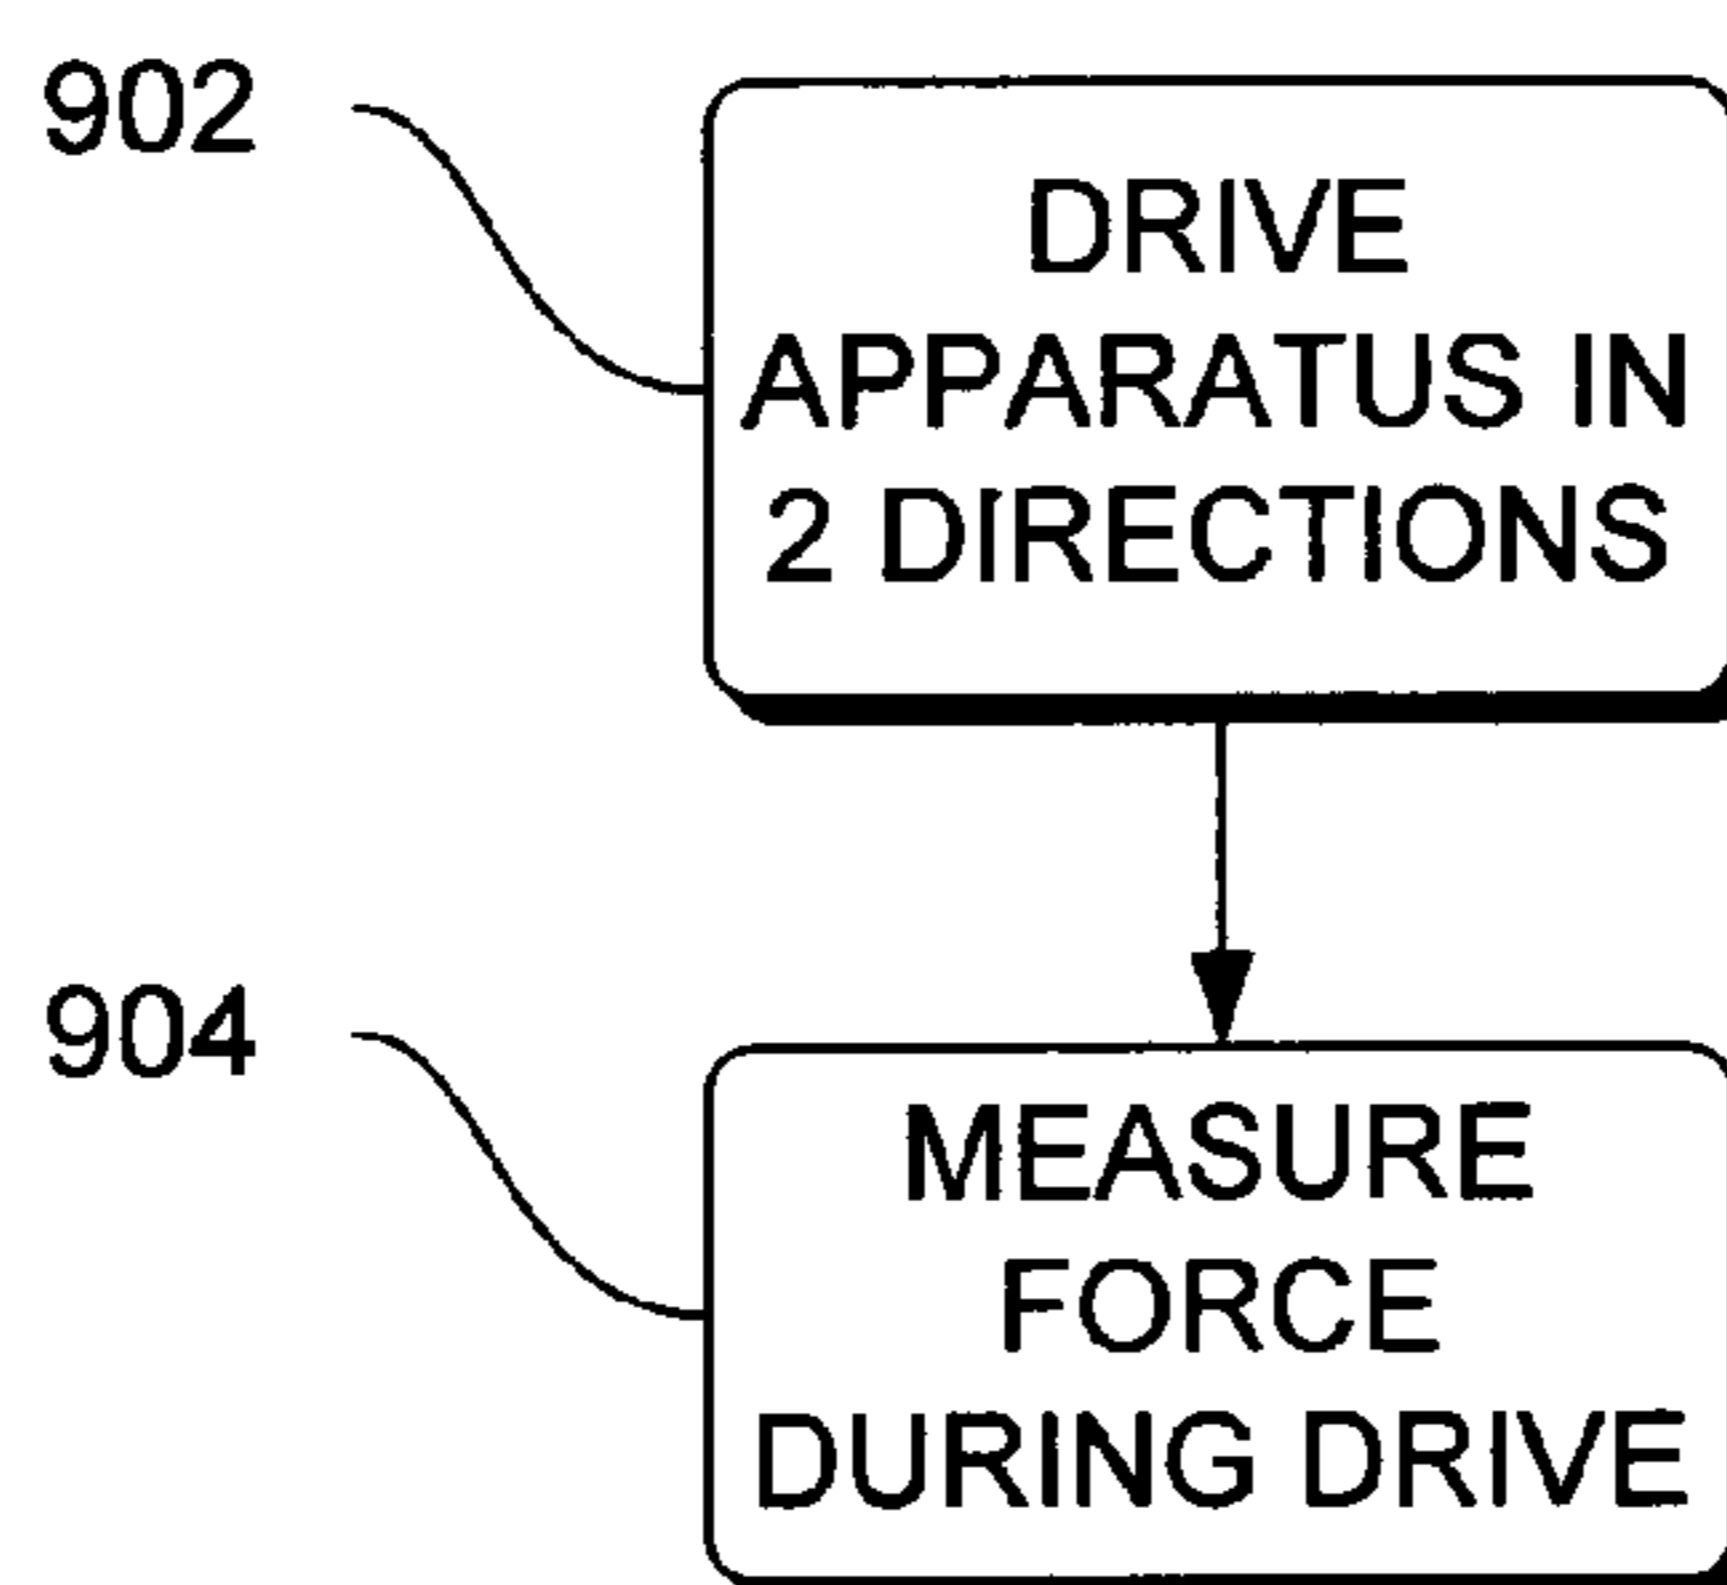 902
DRIVE
APPARATUS IN
2 DIRECTIONS
904
MEASURE
FORCE
DURING DRIVE